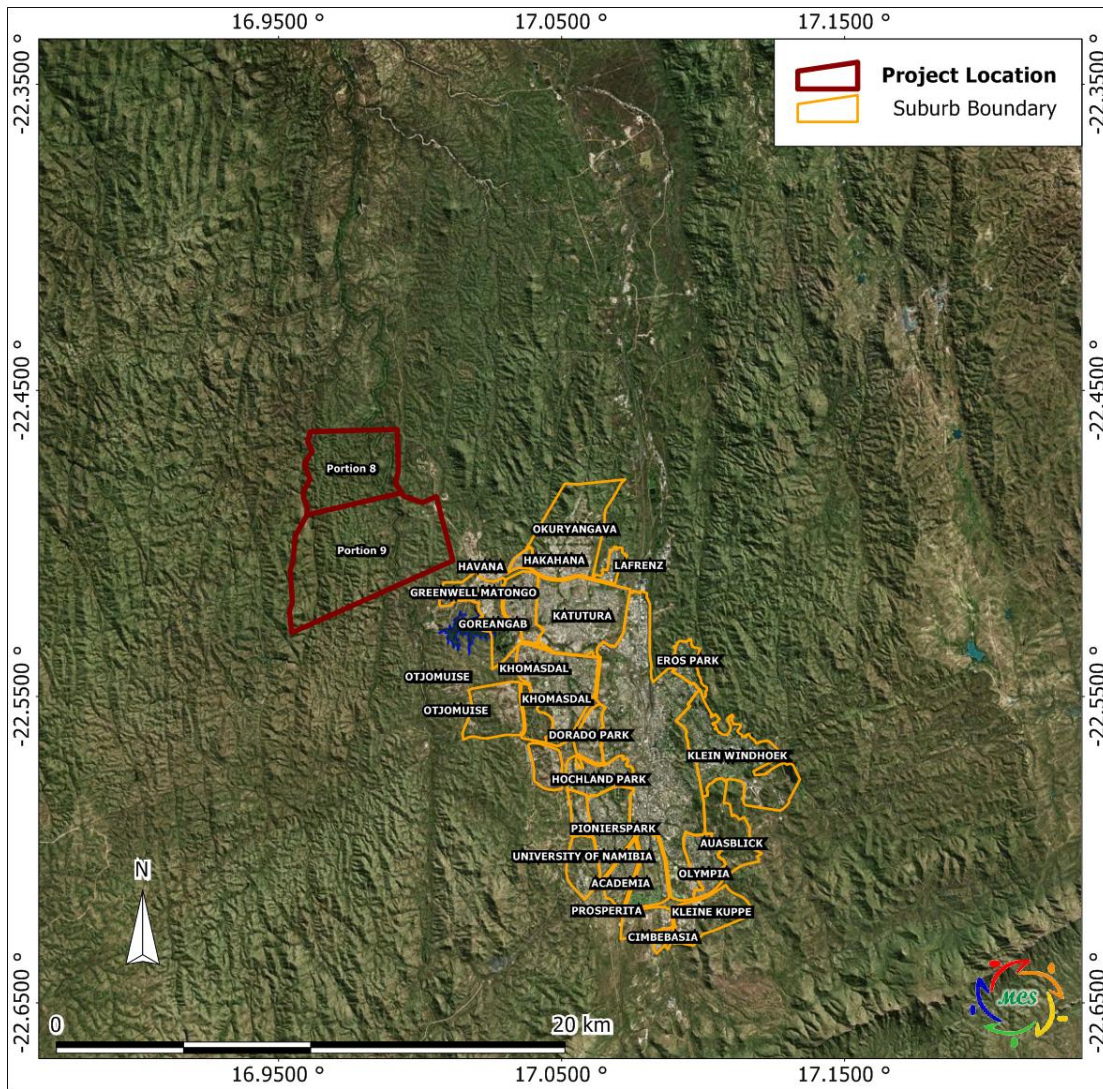 16.9500 °
17.0500 °
17.1500 °
-22.3500 °
-22.3500 °
Project Location
Suburb Boundary
-22.4500 °
-22.4500 °
Portion 8
Portion 9
OKURYANGAVA
HAKAHANA
HAVANA
LAFRENZ
GREENWELL MATONGO
KATUTURA
GOREANGAB
EROS PARK
KHOMASDAL
OTJOMUISE
-22.5500 °
-22.5500 °
KHOMASDAL
OTJOMUISE
DORADO PARK
KLEIN WINDHOEK
HOCHLAND PARK
PIONIERSPARK
AUASBLICK
UNIVERSITY OF NAMIBIA
OLYMPIA
ACADEMIA
PROSPERITA
KLEINE KUPPE
CIMBEBASIA
N
MCS
-22.6500 °
-22.6500 °
0
20 km
16.9500 °
17.0500 °
17.1500 °